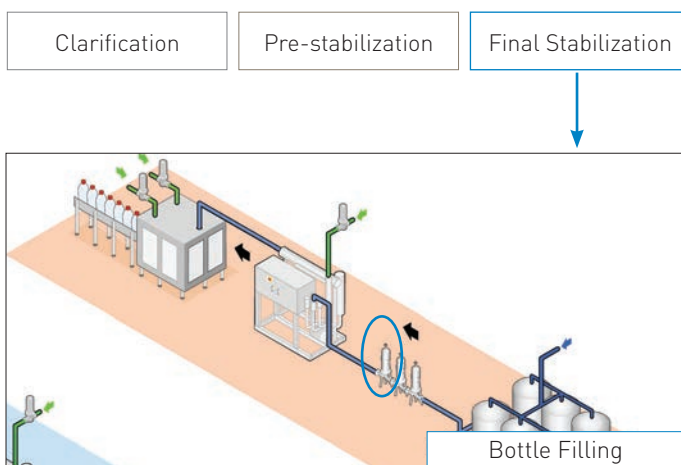 Clarification
Pre-stabilization
Final Stabilization
Bottle Filling